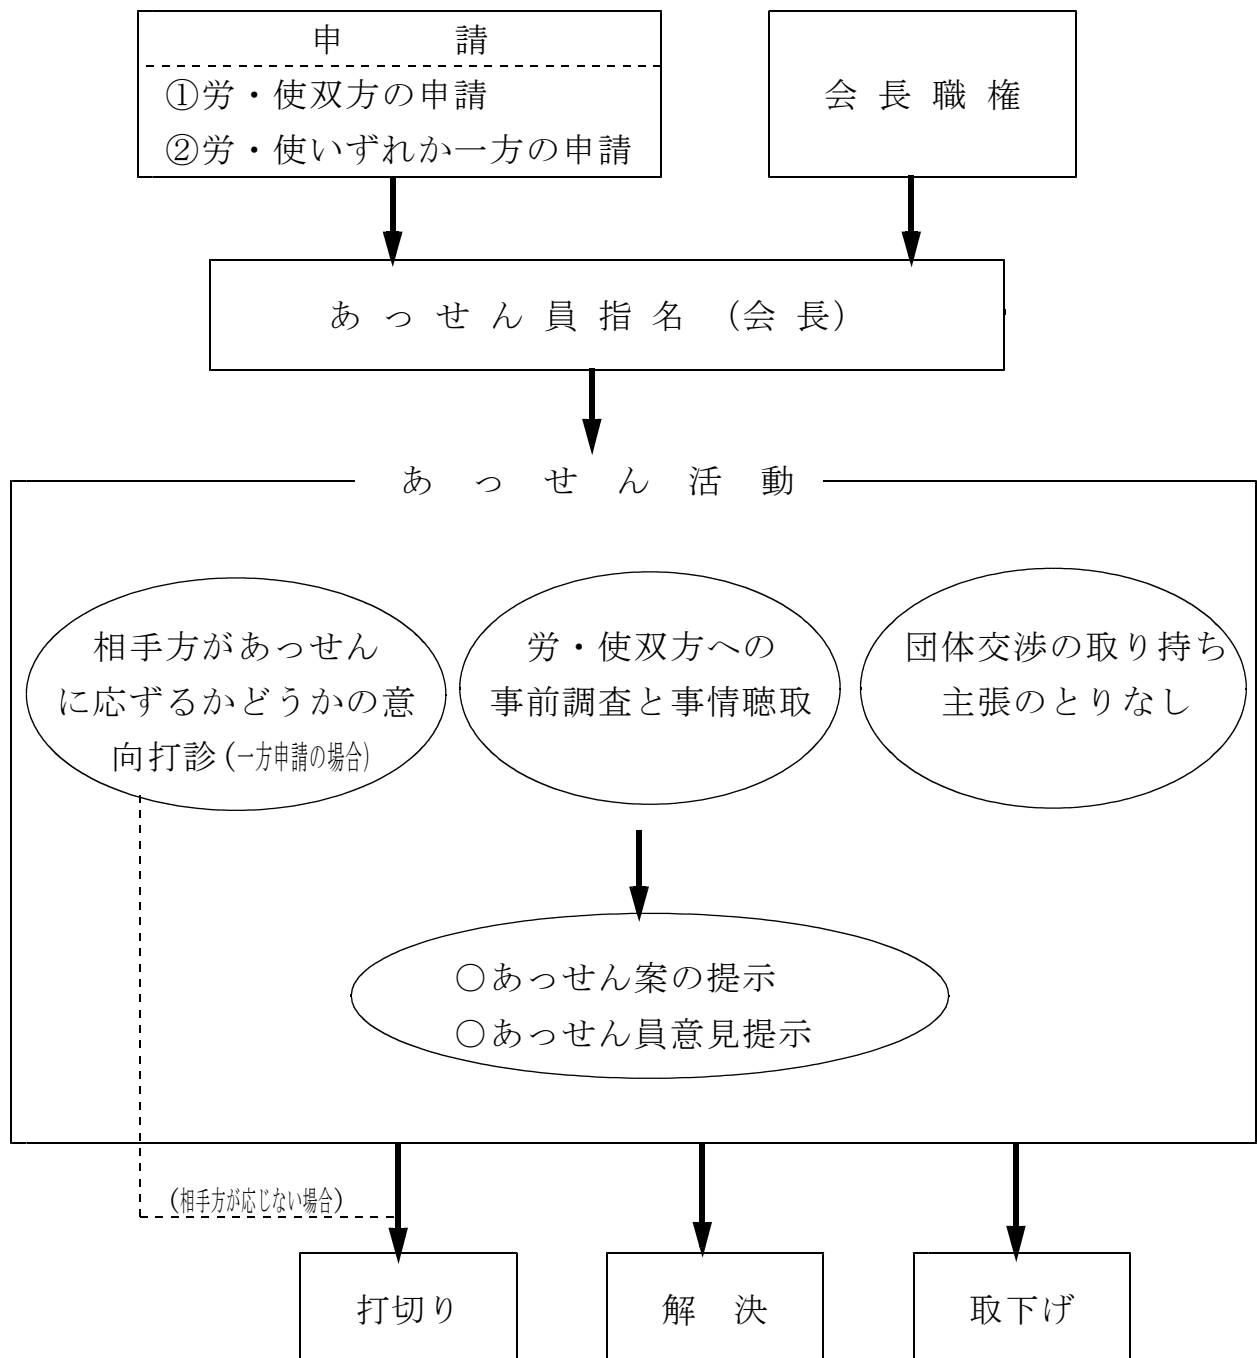 申　請
①労・使双方の申請
②労・使いずれか一方の申請
会長職権
あっせん員指名（会長）
あっせん活動
相手方があっせん
に応ずるかどうかの意
向打診(一方申請の場合)
労・使双方への
事前調査と事情聴取
団体交渉の取り持ち
主張のとりなし
○あっせん案の提示
○あっせん員意見提示
(相手方が応じない場合)
打切り
解　決
取下げ